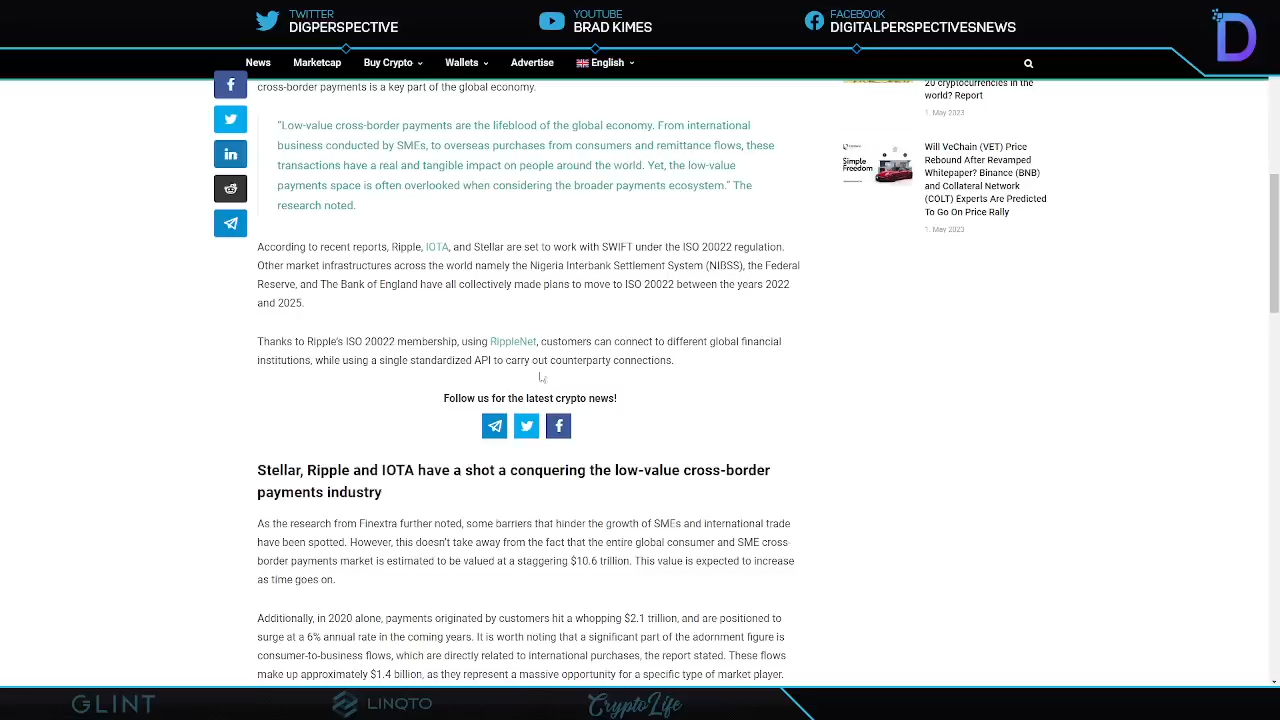 TWITTER
DIGPERSPECTIVE
YOUTUBE
BRAD KIMES
FACEBOOK
DIGITALPERSPECTIVESNEWS
News
Marketcap
Buy Crypto
Wallets
Advertise
English
cross-border payments is a key part of the global economy.
"Low-value cross-border payments are the lifeblood of the global economy. From international
business conducted by SMEs, to overseas purchases from consumers and remittance flows, these
transactions have a real and tangible impact on people around the world. Yet, the low-value
payments space is often overlooked when considering the broader payments ecosystem." The
research noted.
According to recent reports, Ripple, IOTA, and Stellar are set to work with SWIFT under the ISO 20022 regulation.
Other market infrastructures across the world namely the Nigeria Interbank Settlement System (NIBSS), the Federal
Reserve, and The Bank of England have all collectively made plans to move to ISO 20022 between the years 2022
and 2025.
Thanks to Ripple's ISO 20022 membership, using RippleNet, customers can connect to different global financial
institutions, while using a single standardized API to carry out counterparty connections.
Follow us for the latest crypto news!
Stellar, Ripple and IOTA have a shot a conquering the low-value cross-border
payments industry
As the research from Finextra further noted, some barriers that hinder the growth of SMEs and international trade
have been spotted. However, this doesn't take away from the fact that the entire global consumer and SME cross-
border payments market is estimated to be valued at a staggering $10.6 trillion. This value is expected to increase
as time goes on.
Additionally, in 2020 alone, payments originated by customers hit a whopping $2.1 trillion, and are positioned to
surge at a 6% annual rate in the coming years. It is worth noting that a significant part of the adornment figure is
consumer-to-business flows, which are directly related to international purchases, the report stated. These flows
make up approximately $1.4 billion, as they represent a massive opportunity for a specific type of market player.
20 cryptocurrencies in the
world? Report
1. May 2023
Simple
Freedom
Will VeChain (VET) Price
Rebound After Revamped
Whitepaper? Binance (BNB)
and Collateral Network
(COLT) Experts Are Predicted
To Go On Price Rally
1. May 2023
GLINT
LINQTO
CRYPTOLIFE